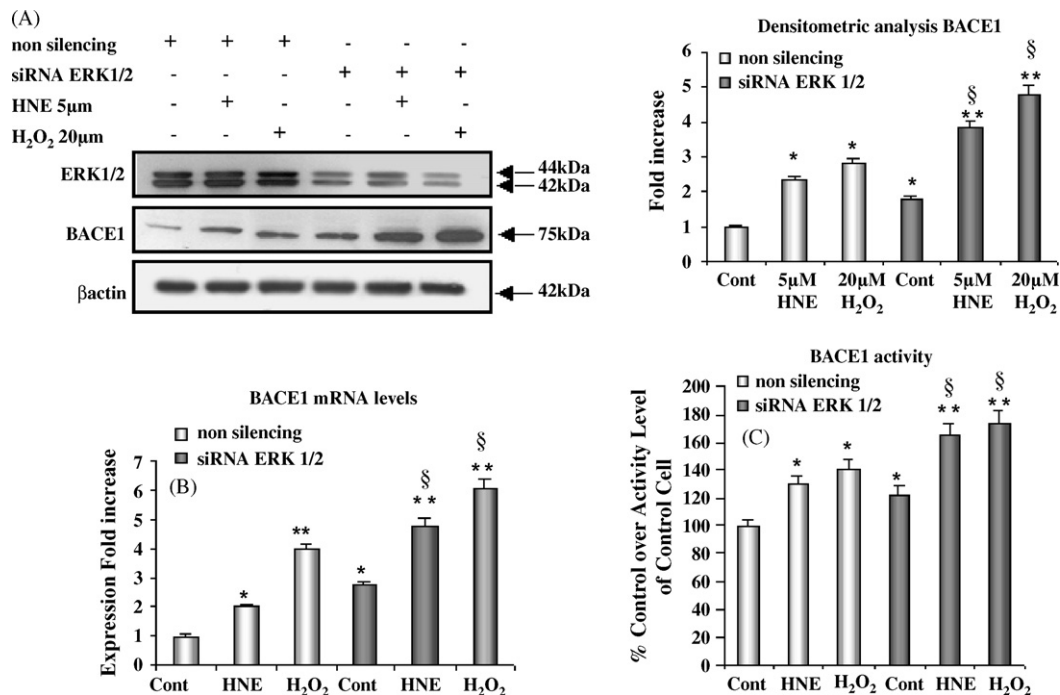 (A)
non silencing + + + - - -
siRNA ERK1/2 - - - + + +
HNE 5µm - + - - + -
H₂O₂ 20µm - - + - - +
ERK1/2
44kDa
42kDa
BACE1
75kDa
βactin
42kDa
Densitometric analysis BACE1
non silencing
siRNA ERK 1/2
Fold increase
6
5
4
3
2
1
0
*
*
*
§
**
§
**
Cont 5µM 20µM Cont 5µM 20µM
HNE H₂O₂ HNE H₂O₂
BACE1 mRNA levels
non silencing
siRNA ERK 1/2
(B)
Expression Fold increase
7
6
5
4
3
2
1
0
*
**
*
§
**
§
**
Cont HNE H₂O₂ Cont HNE H₂O₂
BACE1 activity
non silencing
siRNA ERK 1/2
(C)
% Control over Activity Level
of Control Cell
200
180
160
140
120
100
80
60
40
20
0
*
*
*
§
**
§
**
Cont HNE H₂O₂ Cont HNE H₂O₂